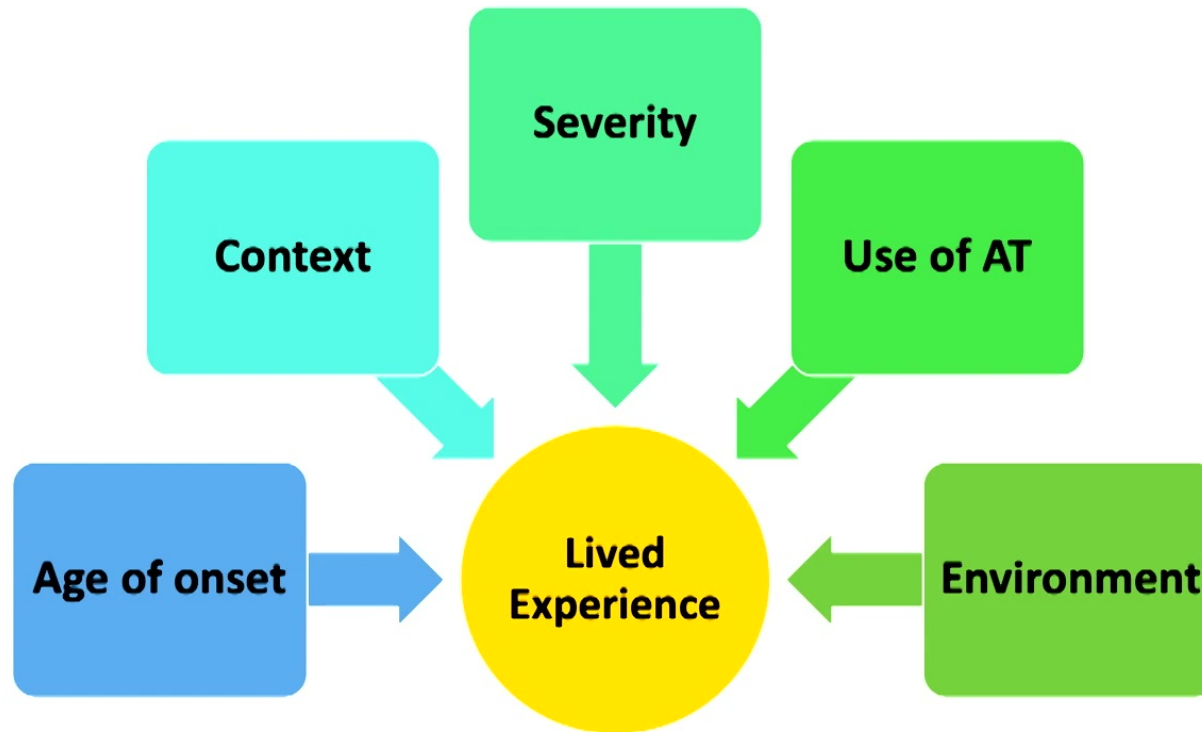 Severity
Context
Use of AT
Age of onset
Lived
Experience
Environment